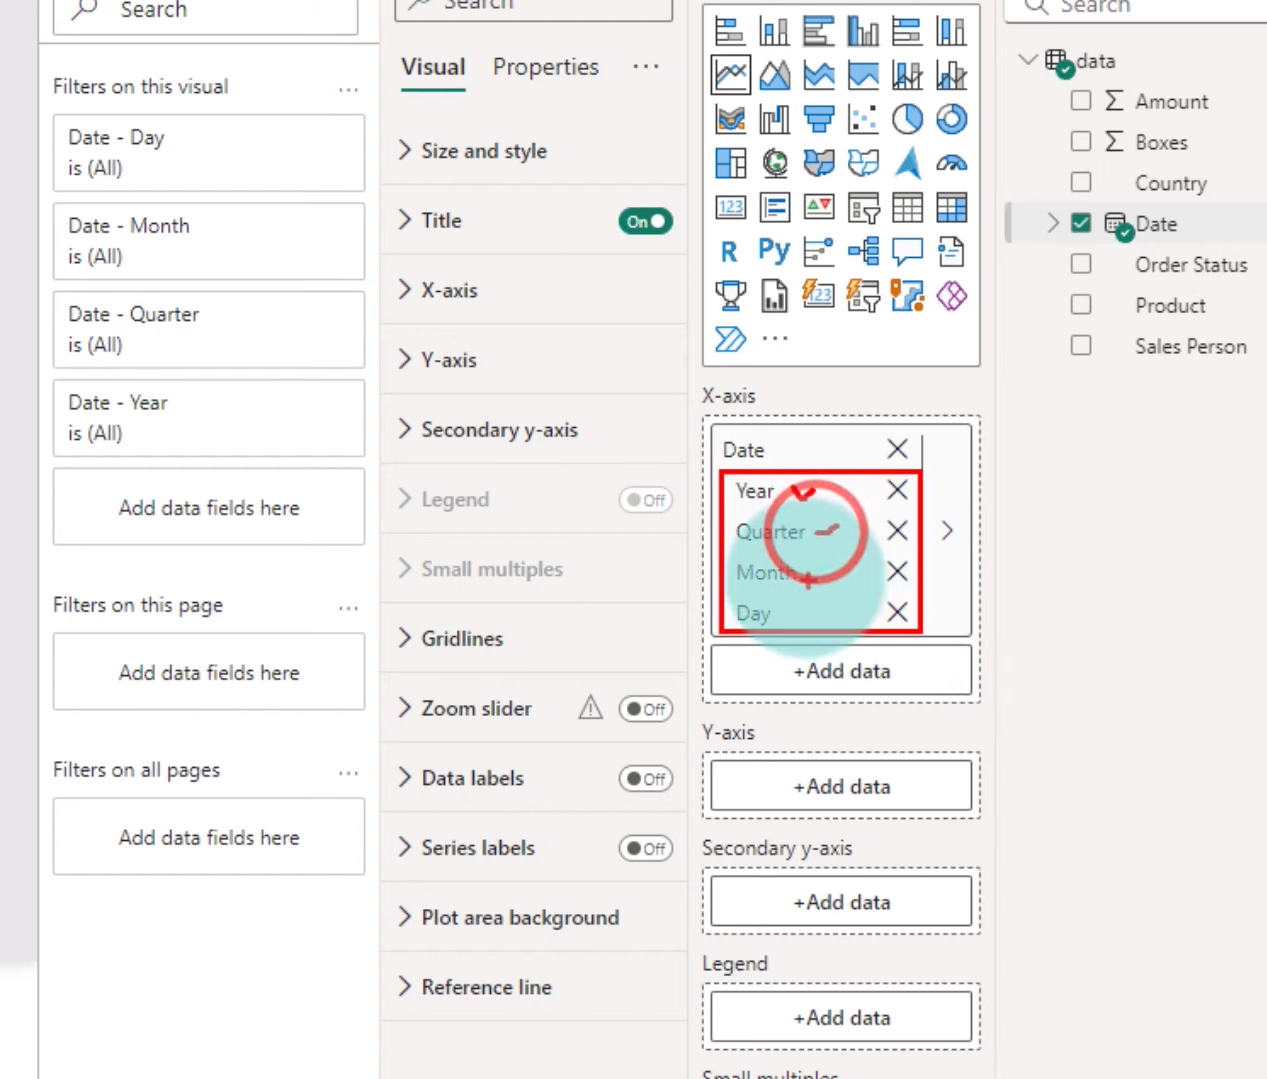 Search
Filters on this visual
...
Date - Day
is (All)
Date - Month
is (All)
Date - Quarter
is (All)
Date - Year
is (All)
Add data fields here
Filters on this page
...
Add data fields here
Filters on all pages
...
Add data fields here
Search
Visual
Properties
...
Size and style
Title
On
X-axis
Y-axis
Secondary y-axis
Legend
Off
Small multiples
Gridlines
Zoom slider
Off
Data labels
Off
Series labels
Off
Plot area background
Reference line
123
R
Py
123
...
X-axis
Date
Year
Quarter
Month
Day
+Add data
Y-axis
+Add data
Secondary y-axis
+Add data
Legend
+Add data
Small multiples
Search
data
Σ Amount
Σ Boxes
Country
Date
Order Status
Product
Sales Person